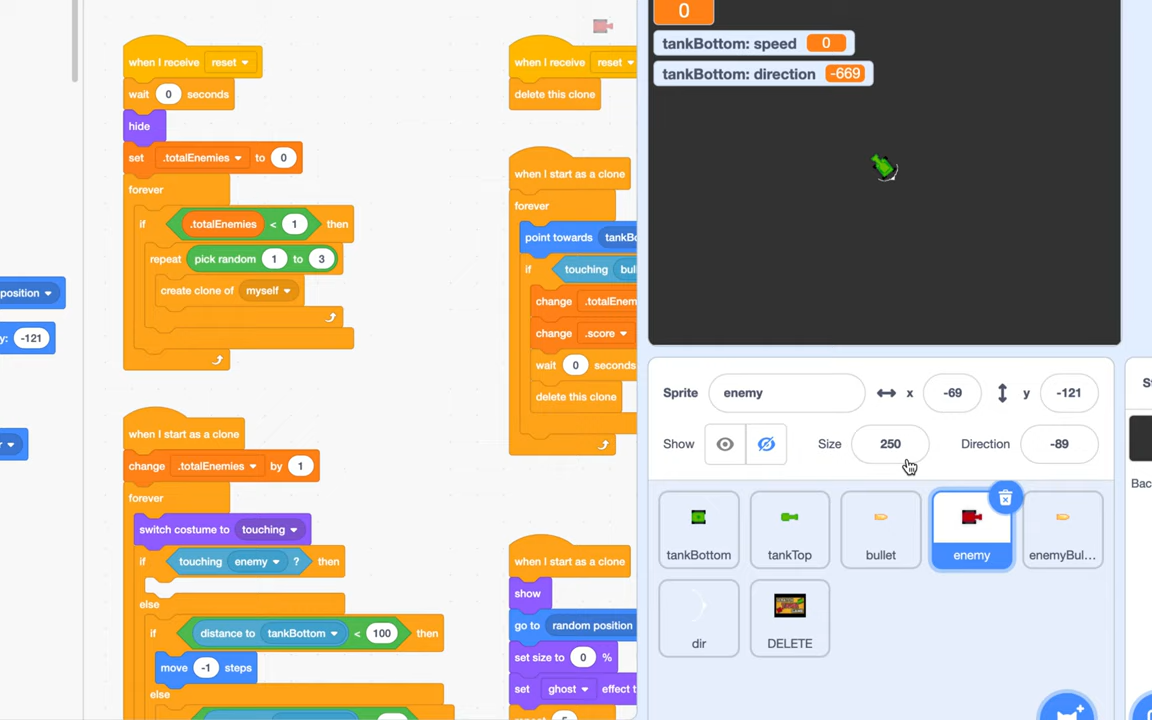 when I receive reset
wait 0 seconds
hide
set .totalEnemies to 0
forever
if .totalEnemies < 1 then
repeat pick random 1 to 3
create clone of myself
when I start as a clone
change .totalEnemies by 1
forever
switch costume to touching
if touching enemy ? then
else
if distance to tankBottom < 100 then
move -1 steps
else
position
y: -121
when I receive reset
delete this clone
when I start as a clone
forever
point towards tankBo
if touching bul
change .totalEnem
change .score
wait 0 seconds
delete this clone
when I start as a clone
show
go to random position
set size to 0 %
set ghost effect t
0
tankBottom: speed 0
tankBottom: direction -669
Sprite enemy x -69 y -121
Show Size 250 Direction -89
tankBottom
tankTop
bullet
enemy
enemyBul...
dir
DELETE